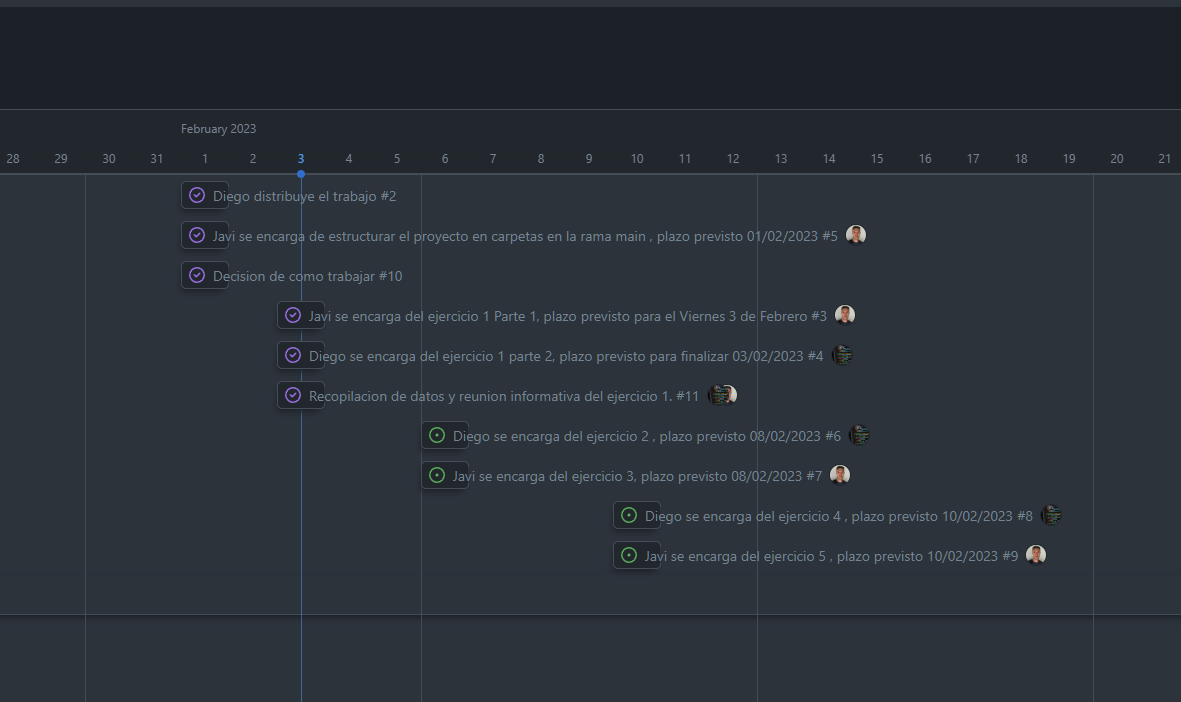 February 2023
28 29 30 31 1 2 3 4 5 6 7 8 9 10 11 12 13 14 15 16 17 18 19 20 21
Diego distribuye el trabajo #2
Javi se encarga de estructurar el proyecto en carpetas en la rama main , plazo previsto 01/02/2023 #5
Decision de como trabajar #10
Javi se encarga del ejercicio 1 Parte 1, plazo previsto para el Viernes 3 de Febrero #3
Diego se encarga del ejercicio 1 parte 2, plazo previsto para finalizar 03/02/2023 #4
Recopilacion de datos y reunion informativa del ejercicio 1. #11
Diego se encarga del ejercicio 2 , plazo previsto 08/02/2023 #6
Javi se encarga del ejercicio 3, plazo previsto 08/02/2023 #7
Diego se encarga del ejercicio 4 , plazo previsto 10/02/2023 #8
Javi se encarga del ejercicio 5 , plazo previsto 10/02/2023 #9